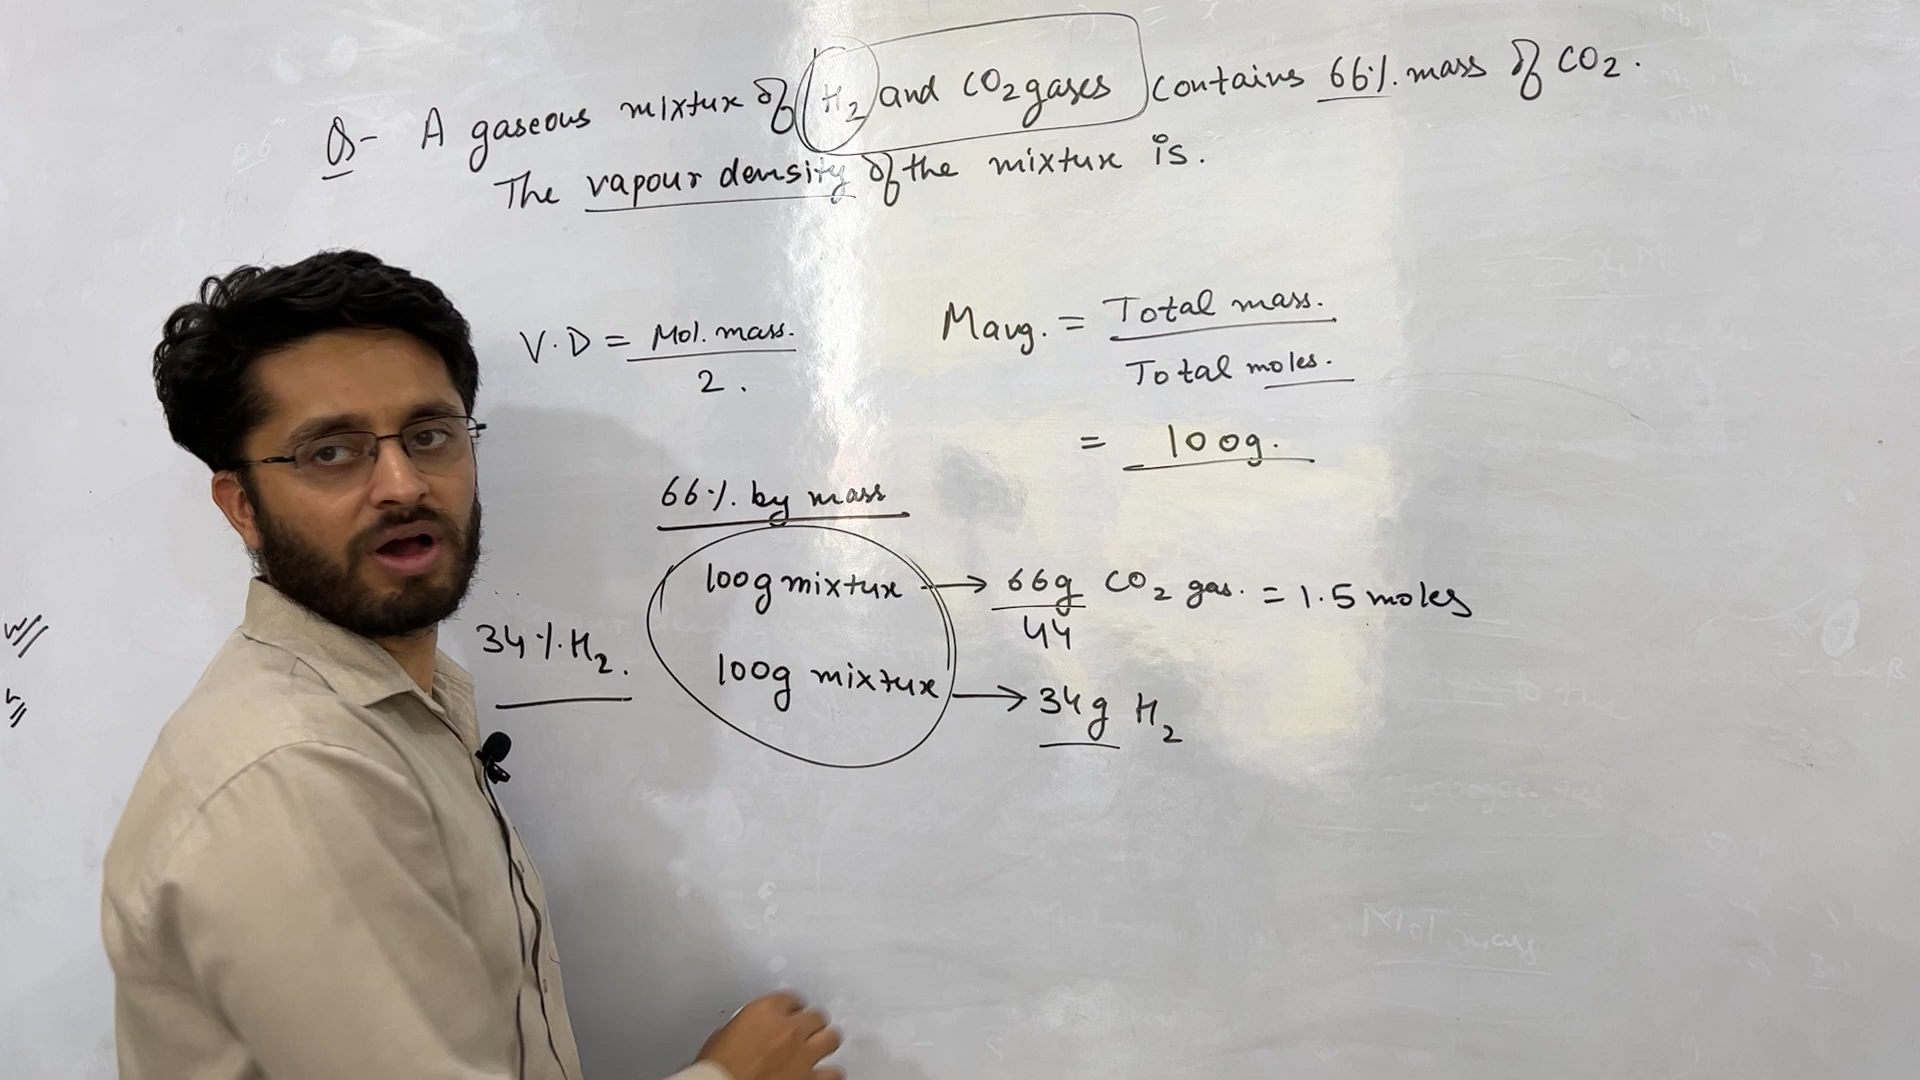 Q- A gaseous mixture of H2 and CO2 gases contains 66%. mass of CO2.
The vapour density of the mixture is.
V.D = Mol. mass. / 2.
Mavg. = Total mass. / Total moles.
= 100g.
66%. by mass
100g mixture → 66g / 44 CO2 gas. = 1.5 moles
34%. H2.
100g mixture → 34g H2